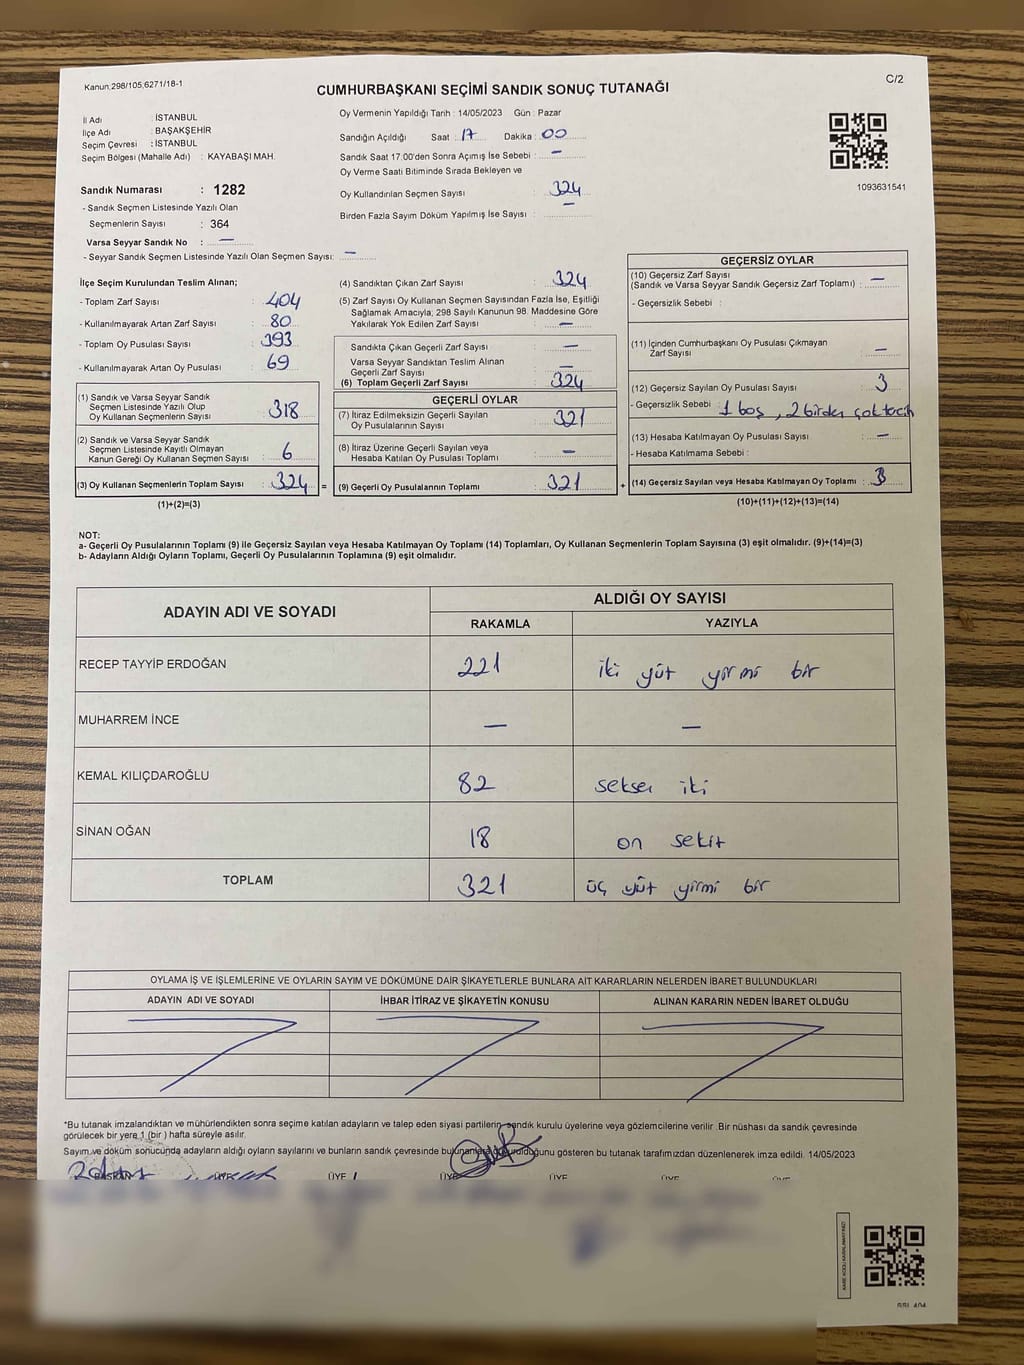 Kanun;298/105,6271/18-1
C/2
CUMHURBAŞKANI SEÇİMİ SANDIK SONUÇ TUTANAĞI
İl Adı : İSTANBUL
İlçe Adı : BAŞAKŞEHİR
Seçim Çevresi : İSTANBUL
Seçim Bölgesi (Mahalle Adı) : KAYABAŞI MAH.
Sandık Numarası : 1282
- Sandık Seçmen Listesinde Yazılı Olan
Seçmenlerin Sayısı : 364
Varsa Seyyar Sandık No : —
- Seyyar Sandık Seçmen Listesinde Yazılı Olan Seçmen Sayısı: —
Oy Vermenin Yapıldığı Tarih : 14/05/2023 Gün : Pazar
Sandığın Açıldığı Saat : 17 Dakika : 00
Sandık Saat 17:00'den Sonra Açımış İse Sebebi : —
Oy Verme Saati Bitiminde Sırada Bekleyen ve
Oy Kullandırılan Seçmen Sayısı : 324
Birden Fazla Sayım Döküm Yapılmış İse Sayısı : —
1093631541
İlçe Seçim Kurulundan Teslim Alınan;
- Toplam Zarf Sayısı : 404
- Kullanılmayarak Artan Zarf Sayısı : 80
- Toplam Oy Pusulası Sayısı : 393
- Kullanılmayarak Artan Oy Pusulası : 69
(1) Sandık ve Varsa Seyyar Sandık
Seçmen Listesinde Yazılı Olup
Oy Kullanan Seçmenlerin Sayısı : 318
(2) Sandık ve Varsa Seyyar Sandık
Seçmen Listesinde Kayıtlı Olmayan
Kanun Gereği Oy Kullanan Seçmen Sayısı : 6
(3) Oy Kullanan Seçmenlerin Toplam Sayısı : 324 =
(1)+(2)=(3)
(4) Sandıktan Çıkan Zarf Sayısı : 324
(5) Zarf Sayısı Oy Kullanan Seçmen Sayısından Fazla İse, Eşitliği
Sağlamak Amacıyla; 298 Sayılı Kanunun 98. Maddesine Göre
Yakılarak Yok Edilen Zarf Sayısı : —
Sandıkta Çıkan Geçerli Zarf Sayısı : —
Varsa Seyyar Sandıktan Teslim Alınan
Geçerli Zarf Sayısı : —
(6) Toplam Geçerli Zarf Sayısı : 324
GEÇERLİ OYLAR
(7) İtiraz Edilmeksizin Geçerli Sayılan
Oy Pusulalarının Sayısı : 321
(8) İtiraz Üzerine Geçerli Sayılan veya
Hesaba Katılan Oy Pusulası Toplamı : —
(9) Geçerli Oy Pusulalarının Toplamı : 321 +
GEÇERSİZ OYLAR
(10) Geçersiz Zarf Sayısı
(Sandık ve Varsa Seyyar Sandık Geçersiz Zarf Toplamı) : —
- Geçersizlik Sebebi :
(11) İçinden Cumhurbaşkanı Oy Pusulası Çıkmayan
Zarf Sayısı : —
(12) Geçersiz Sayılan Oy Pusulası Sayısı : 3
- Geçersizlik Sebebi : 1 boş, 2 birden çok tercih
(13) Hesaba Katılmayan Oy Pusulası Sayısı : —
- Hesaba Katılmama Sebebi :
(14) Geçersiz Sayılan veya Hesaba Katılmayan Oy Toplamı : 3
(10)+(11)+(12)+(13)=(14)
NOT:
a- Geçerli Oy Pusulalarının Toplamı (9) ile Geçersiz Sayılan veya Hesaba Katılmayan Oy Toplamı (14) Toplamları, Oy Kullanan Seçmenlerin Toplam Sayısına (3) eşit olmalıdır. (9)+(14)=(3)
b- Adayların Aldığı Oyların Toplamı, Geçerli Oy Pusulalarının Toplamına (9) eşit olmalıdır.
ADAYIN ADI VE SOYADI ALDIĞI OY SAYISI
RAKAMLA YAZIYLA
RECEP TAYYİP ERDOĞAN 221 iki yüz yirmi bir
MUHARREM İNCE — —
KEMAL KILIÇDAROĞLU 82 seksen iki
SİNAN OĞAN 18 on sekiz
TOPLAM 321 üç yüz yirmi bir
OYLAMA İŞ VE İŞLEMLERİNE VE OYLARIN SAYIM VE DÖKÜMÜNE DAİR ŞİKAYETLERLE BUNLARA AİT KARARLARIN NELERDEN İBARET BULUNDUKLARI
ADAYIN ADI VE SOYADI İHBAR İTİRAZ VE ŞİKAYETİN KONUSU ALINAN KARARIN NEDEN İBARET OLDUĞU
*Bu tutanak imzalandıktan ve mühürlendikten sonra seçime katılan adayların ve talep eden siyasi partilerin sandık kurulu üyelerine veya gözlemcilerine verilir. Bir nüshası da sandık çevresinde
görülecek bir yere 1 (bir ) hafta süreyle asılır.
Sayım ve döküm sonucunda adayların aldığı oyların sayılarını ve bunların sandık çevresinde bulunanlara duyurulduğunu gösteren bu tutanak tarafımızdan düzenlenerek imza edildi. 14/05/2023
BAŞKAN ÜYE ÜYE ÜYE ÜYE ÜYE ÜYE